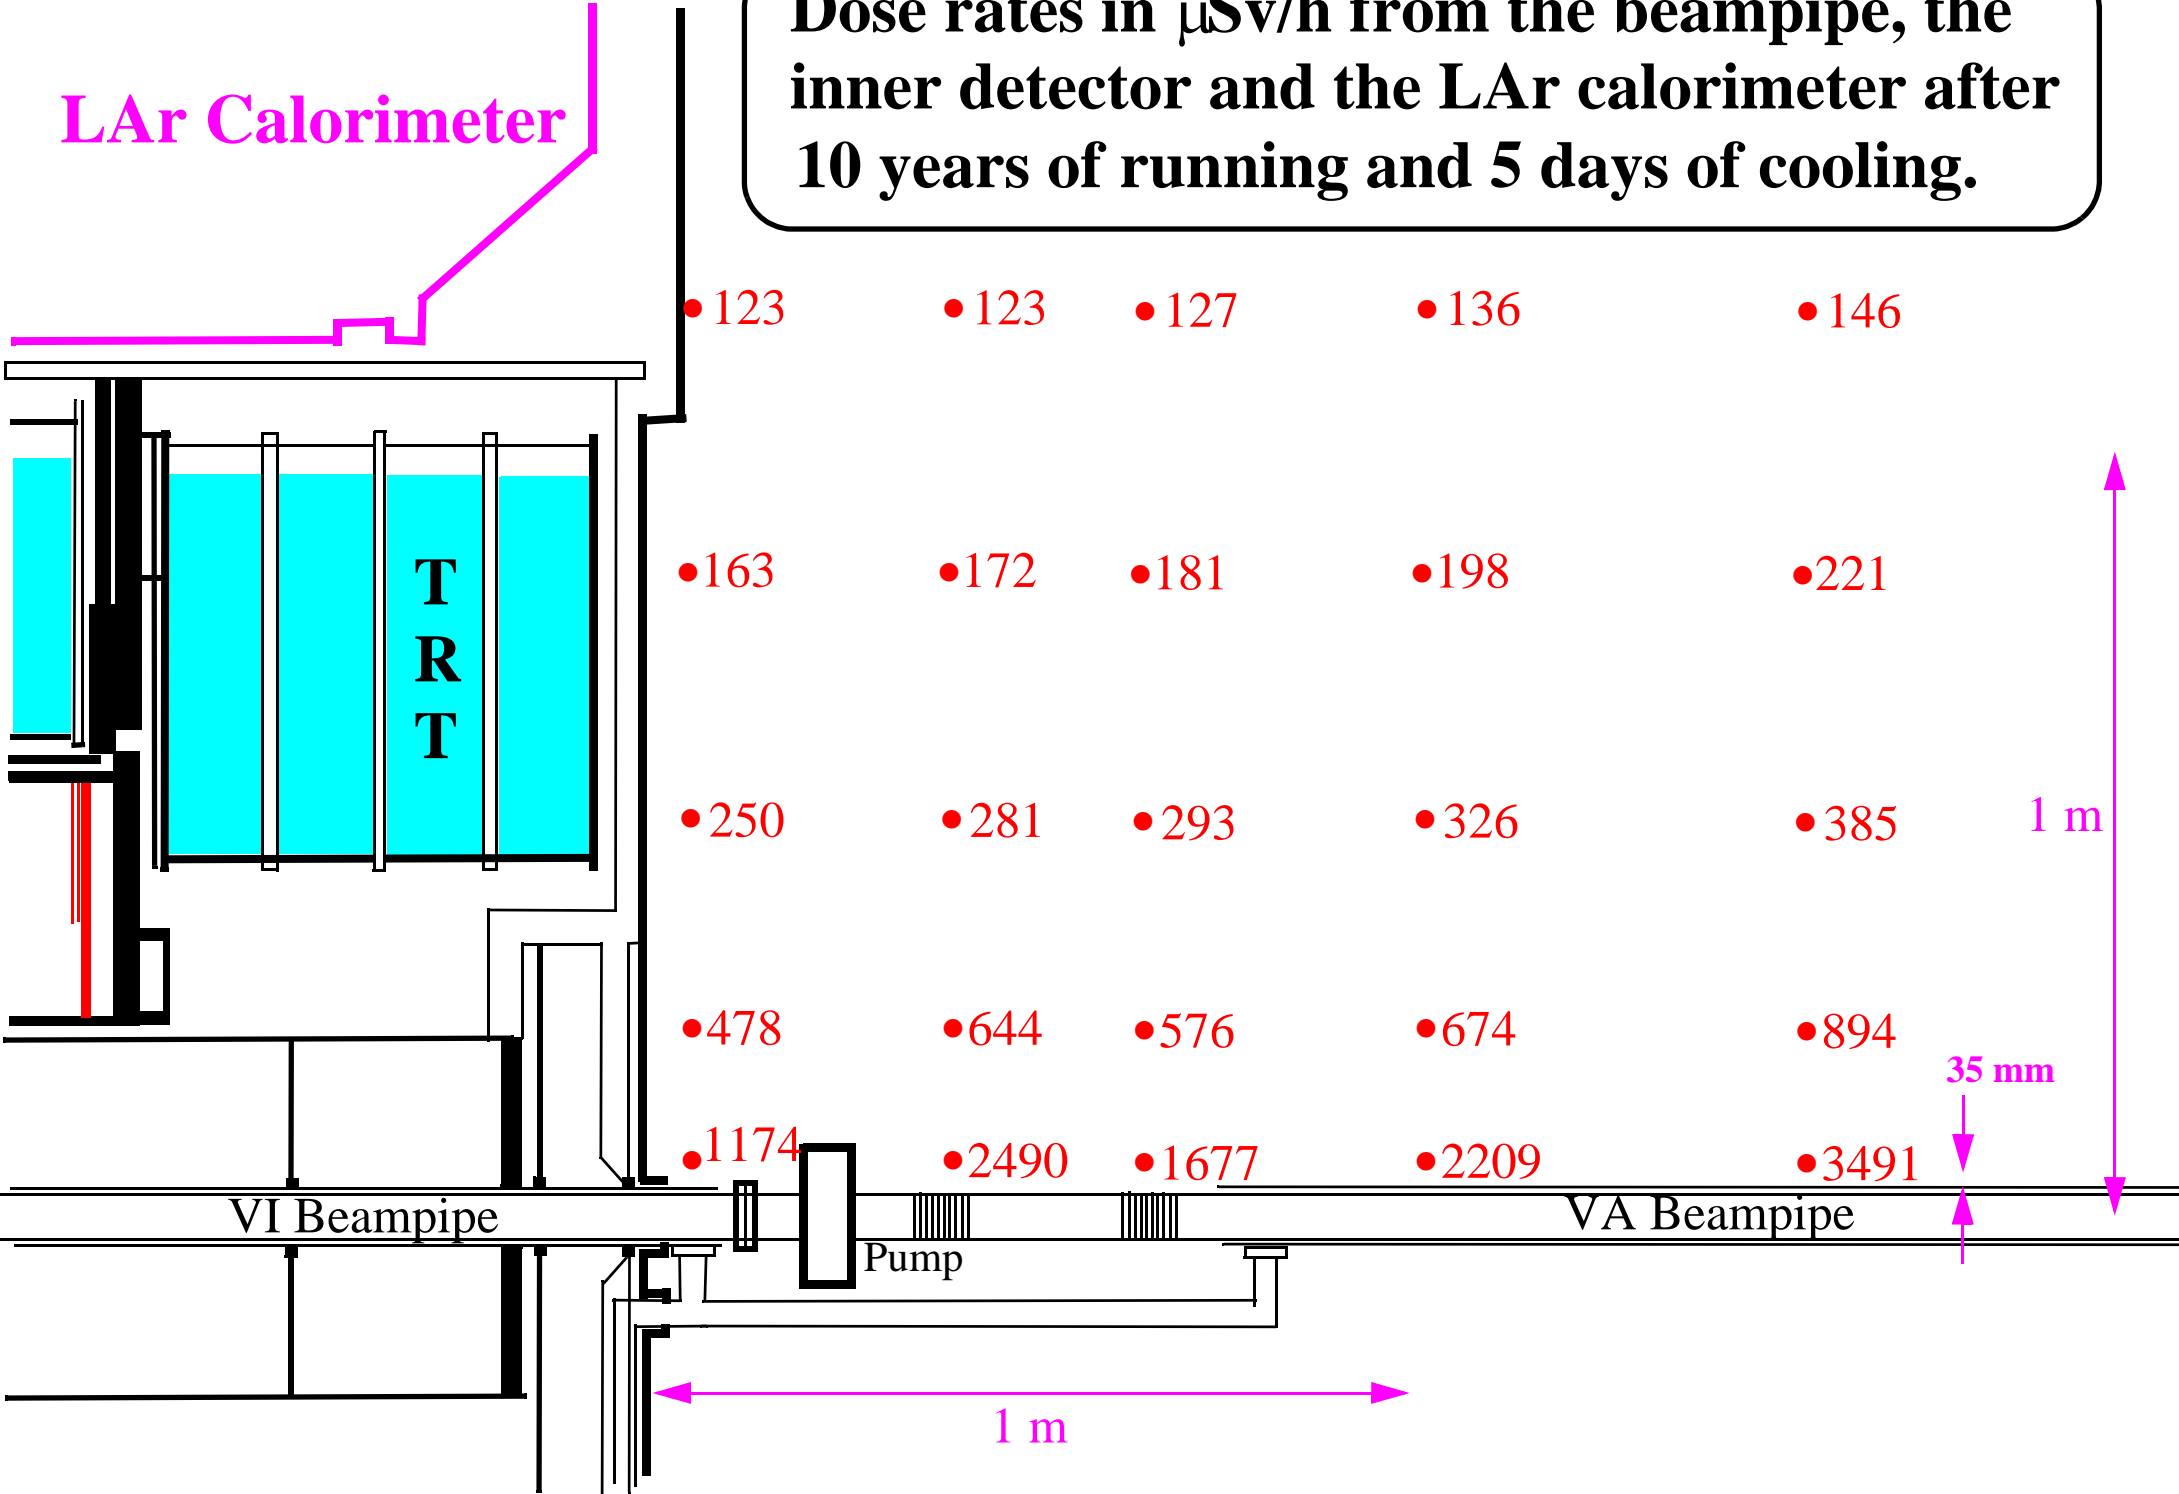 Dose rates in μSv/h from the beampipe, the
inner detector and the LAr calorimeter after
10 years of running and 5 days of cooling.
LAr Calorimeter
123 123 127 136 146
163 172 181 198 221
T
R
T
250 281 293 326 385
1 m
478 644 576 674 894
35 mm
1174 2490 1677 2209 3491
VI Beampipe
VA Beampipe
Pump
1 m